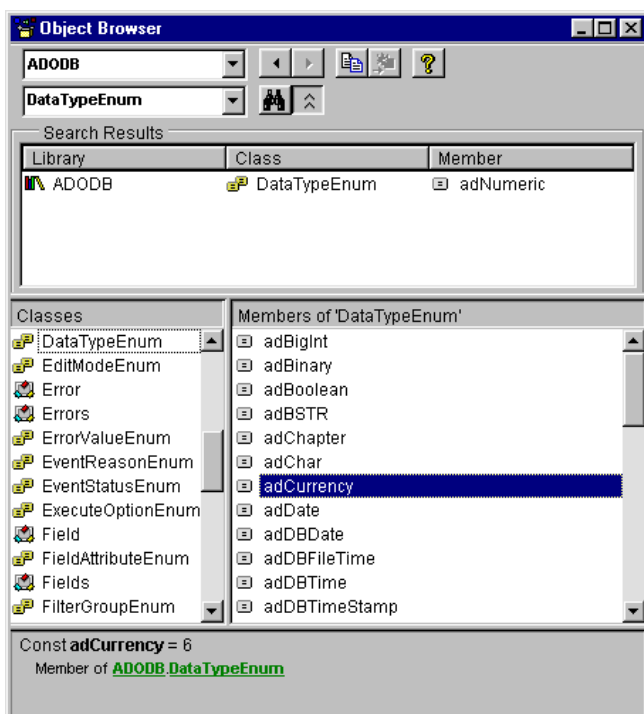 Object Browser
ADODB
DataTypeEnum
Search Results
Library Class Member
ADODB DataTypeEnum adNumeric
Classes
DataTypeEnum
EditModeEnum
Error
Errors
ErrorValueEnum
EventReasonEnum
EventStatusEnum
ExecuteOptionEnum
Field
FieldAttributeEnum
Fields
FilterGroupEnum
Members of 'DataTypeEnum'
adBigInt
adBinary
adBoolean
adBSTR
adChapter
adChar
adCurrency
adDate
adDBDate
adDBFileTime
adDBTime
adDBTimeStamp
Const adCurrency = 6
Member of ADODB.DataTypeEnum